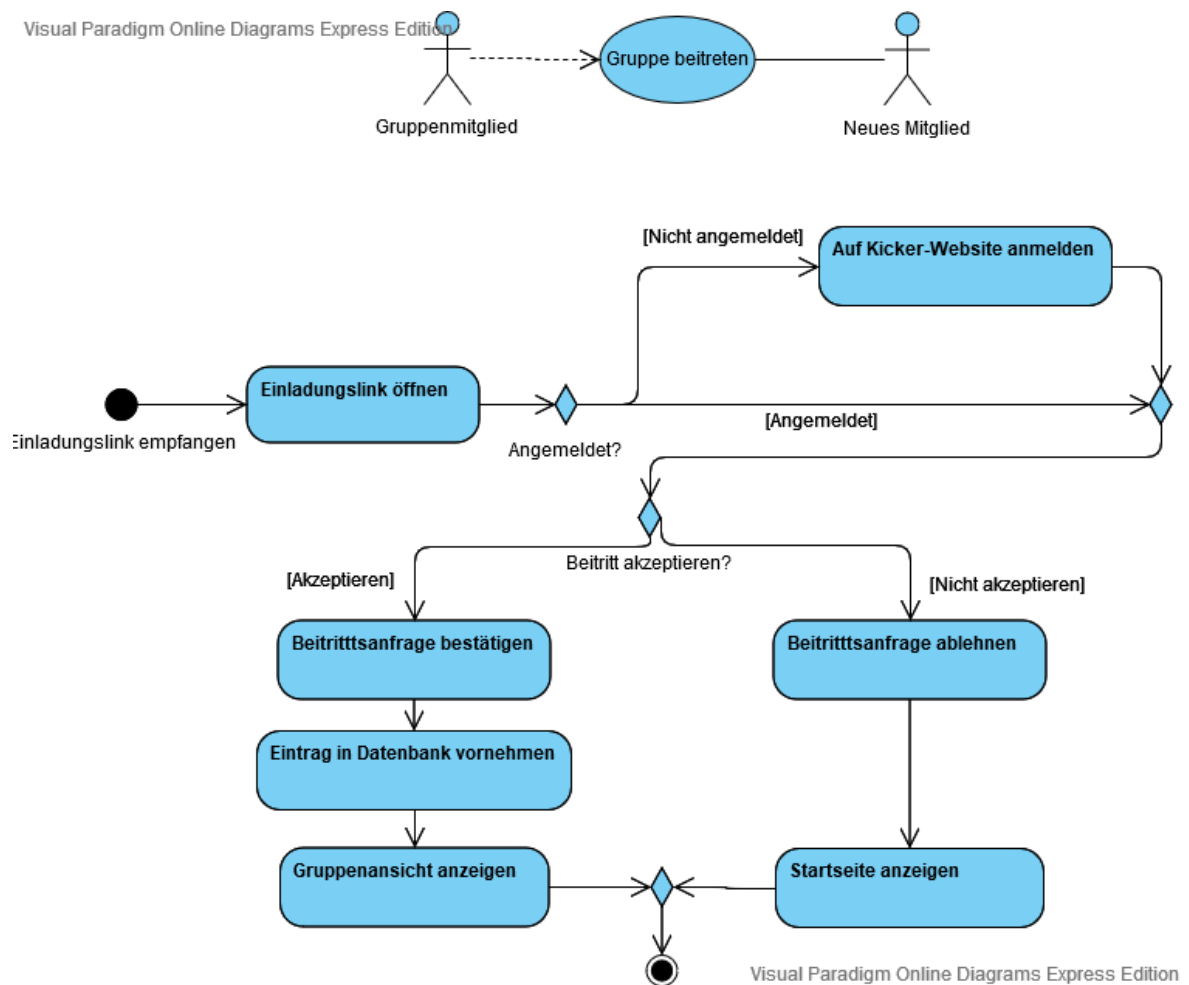 Visual Paradigm Online Diagrams Express Edition
Gruppe beitreten
Gruppenmitglied
Neues Mitglied
[Nicht angemeldet]
Auf Kicker-Website anmelden
Einladungslink öffnen
[Angemeldet]
Einladungslink empfangen
Angemeldet?
Beitritt akzeptieren?
[Akzeptieren]
[Nicht akzeptieren]
Beitritttsanfrage bestätigen
Beitritttsanfrage ablehnen
Eintrag in Datenbank vornehmen
Gruppenansicht anzeigen
Startseite anzeigen
Visual Paradigm Online Diagrams Express Edition